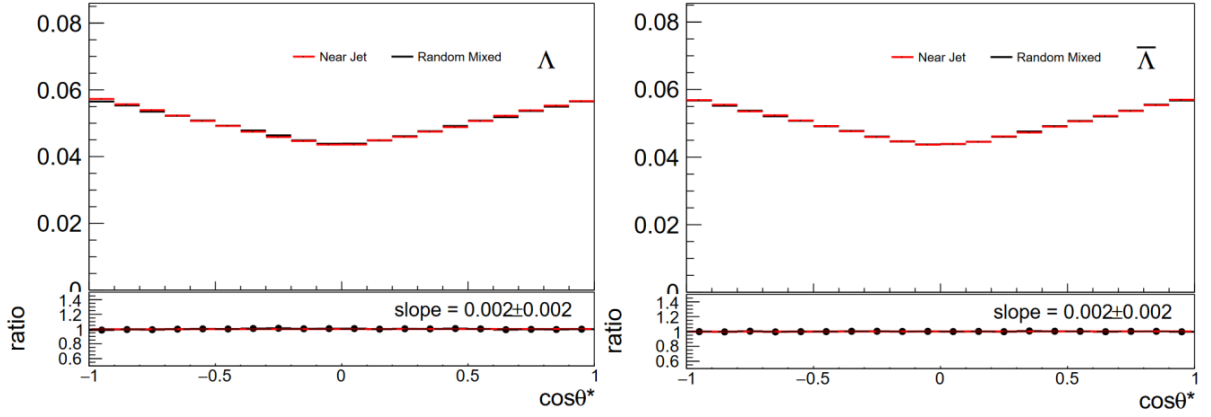 0.08
Near Jet Random Mixed Λ
0.06
0.04
0.02
0
1.4
1.2
1
0.8
0.6
ratio
slope = 0.002±0.002
−1 −0.5 0 0.5 1
cosθ*
0.08
Near Jet Random Mixed Λ̅
0.06
0.04
0.02
0
1.4
1.2
1
0.8
0.6
ratio
slope = 0.002±0.002
−1 −0.5 0 0.5 1
cosθ*